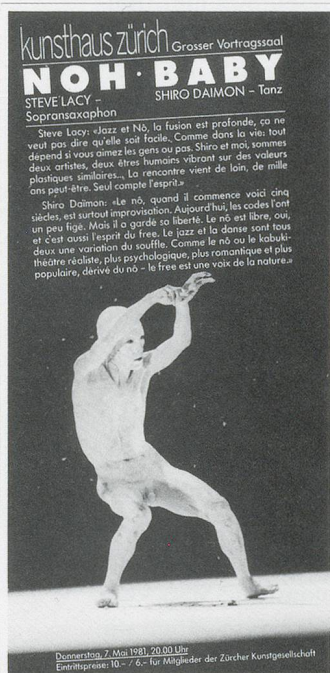 kunsthaus zürich Grosser Vortragssaal
NOH · BABY
STEVE LACY –
Sopransaxaphon
SHIRO DAIMON – Tanz
Steve Lacy: «Jazz et Nô, la fusion est profonde, ça ne
veut pas dire qu'elle soit facile, Comme dans la vie: tout
dépend si vous aimez les gens ou pas. Shiro et moi, sommes
deux artistes, deux êtres humains vibrant sur des valeurs
plastiques similaires..., La rencontre vient de loin, de mille
ans peut-être. Seul compte l'esprit.»
Shiro Daïmon: «Le nô, quand il commence voici cinq
siècles, est surtout improvisation. Aujourd'hui, les codes l'ont
un peu figé. Mais il a gardé sa liberté. Le nô est libre, oui,
et c'est aussi l'esprit du free. Le jazz et la danse sont tous
deux une variation du souffle. Comme le nô ou le kabuki-
théâtre rèaliste, plus psychologique, plus romantique et plus
populaire, dérivé du nô – le free est une voix de la nature.»
Donnerstag, 7. Mai 1981, 20.00 Uhr
Eintrittspreise: 10.– / 6.– für Mitglieder der Zürcher Kunstgesellschaft